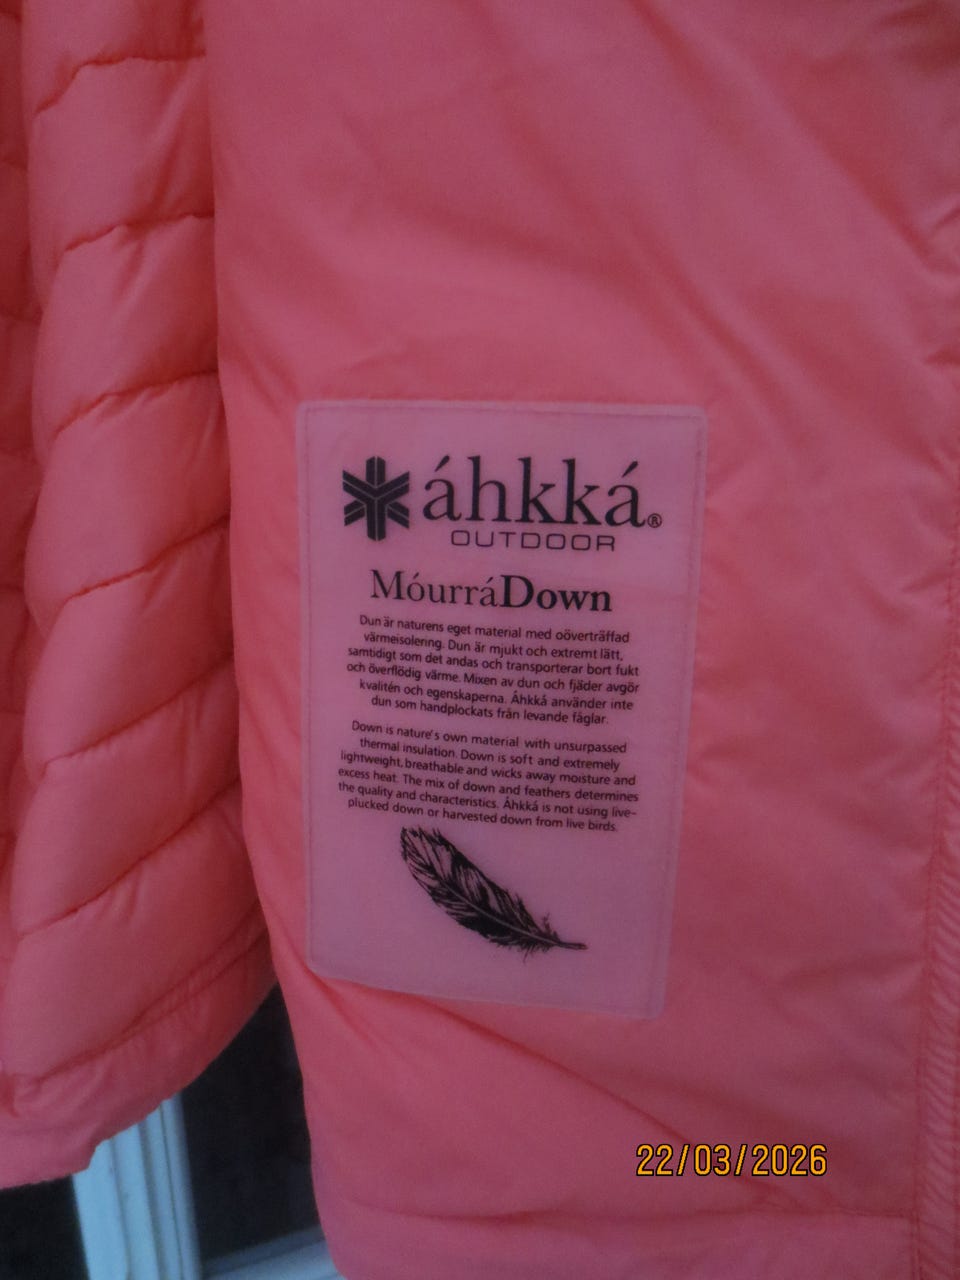 áhkká®
OUTDOOR
MóurráDown
Dun är naturens eget material med oöverträffad
värmeisolering. Dun är mjukt och extremt lätt,
samtidigt som det andas och transporterar bort fukt
och överflödig värme. Mixen av dun och fjäder avgör
kvalitén och egenskaperna. Áhkká använder inte
dun som handplockats från levande fåglar.
Down is nature's own material with unsurpassed
thermal insulation. Down is soft and extremely
lightweight, breathable and wicks away moisture and
excess heat. The mix of down and feathers determines
the quality and characteristics. Áhkká is not using live-
plucked down or harvested down from live birds.
22/03/2026